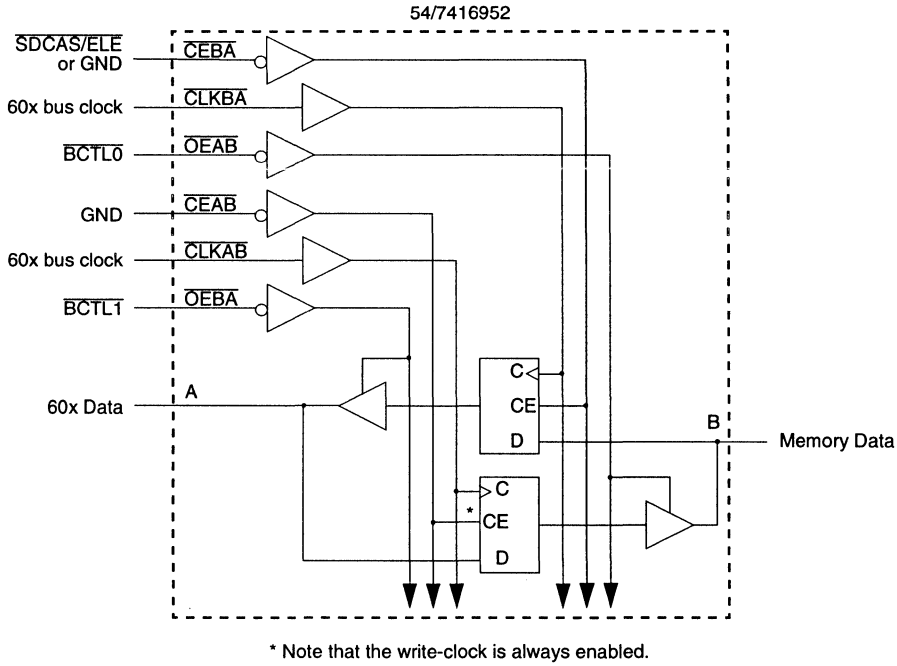 54/7416952
SDCAS/ELE
or GND
CEBA
60x bus clock
CLKBA
BCTL0
OEAB
GND
CEAB
60x bus clock
CLKAB
BCTL1
OEBA
60x Data
A
C
CE
D
B
Memory Data
C
* CE
D
* Note that the write-clock is always enabled.